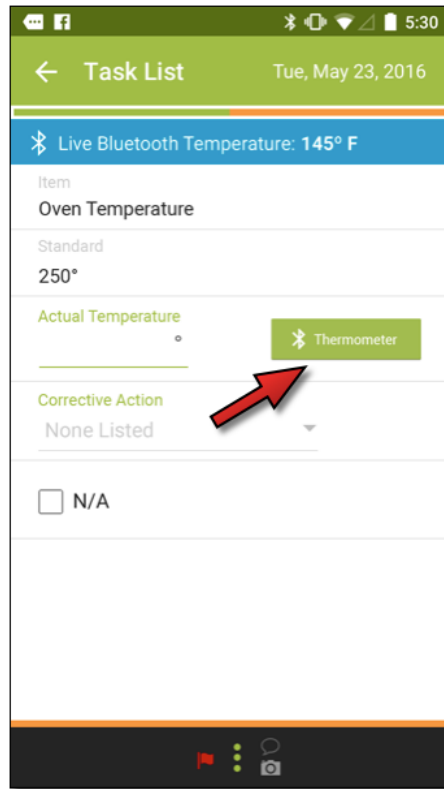 5:30
Task List Tue, May 23, 2016
Live Bluetooth Temperature: 145° F
Item
Oven Temperature
Standard
250°
Actual Temperature
° Thermometer
Corrective Action
None Listed
N/A